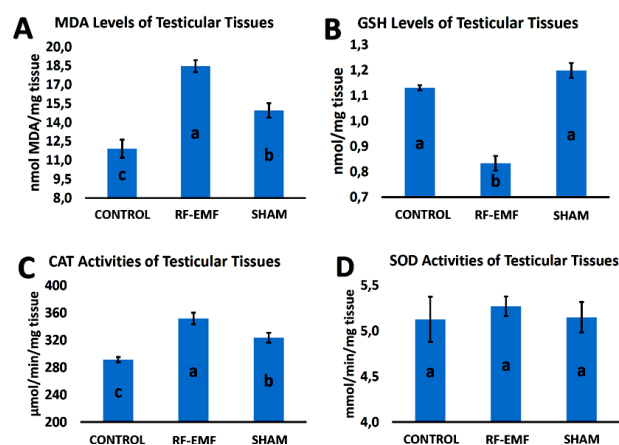 A MDA Levels of Testicular Tissues
nmol MDA/mg tissue
20,0
18,5
17,0
15,5
14,0
12,5
11,0
9,5
8,0
c
a
b
CONTROL RF-EMF SHAM
B GSH Levels of Testicular Tissues
nmol/mg tissue
1,3
1,2
1,1
1,0
0,9
0,8
0,7
a
b
a
CONTROL RF-EMF SHAM
C CAT Activities of Testicular Tissues
µmol/min/mg tissue
400
360
320
280
240
200
c
a
b
CONTROL RF-EMF SHAM
D SOD Activities of Testicular Tissues
mmol/min/mg tissue
5,5
5,0
4,5
4,0
a
a
a
CONTROL RF-EMF SHAM